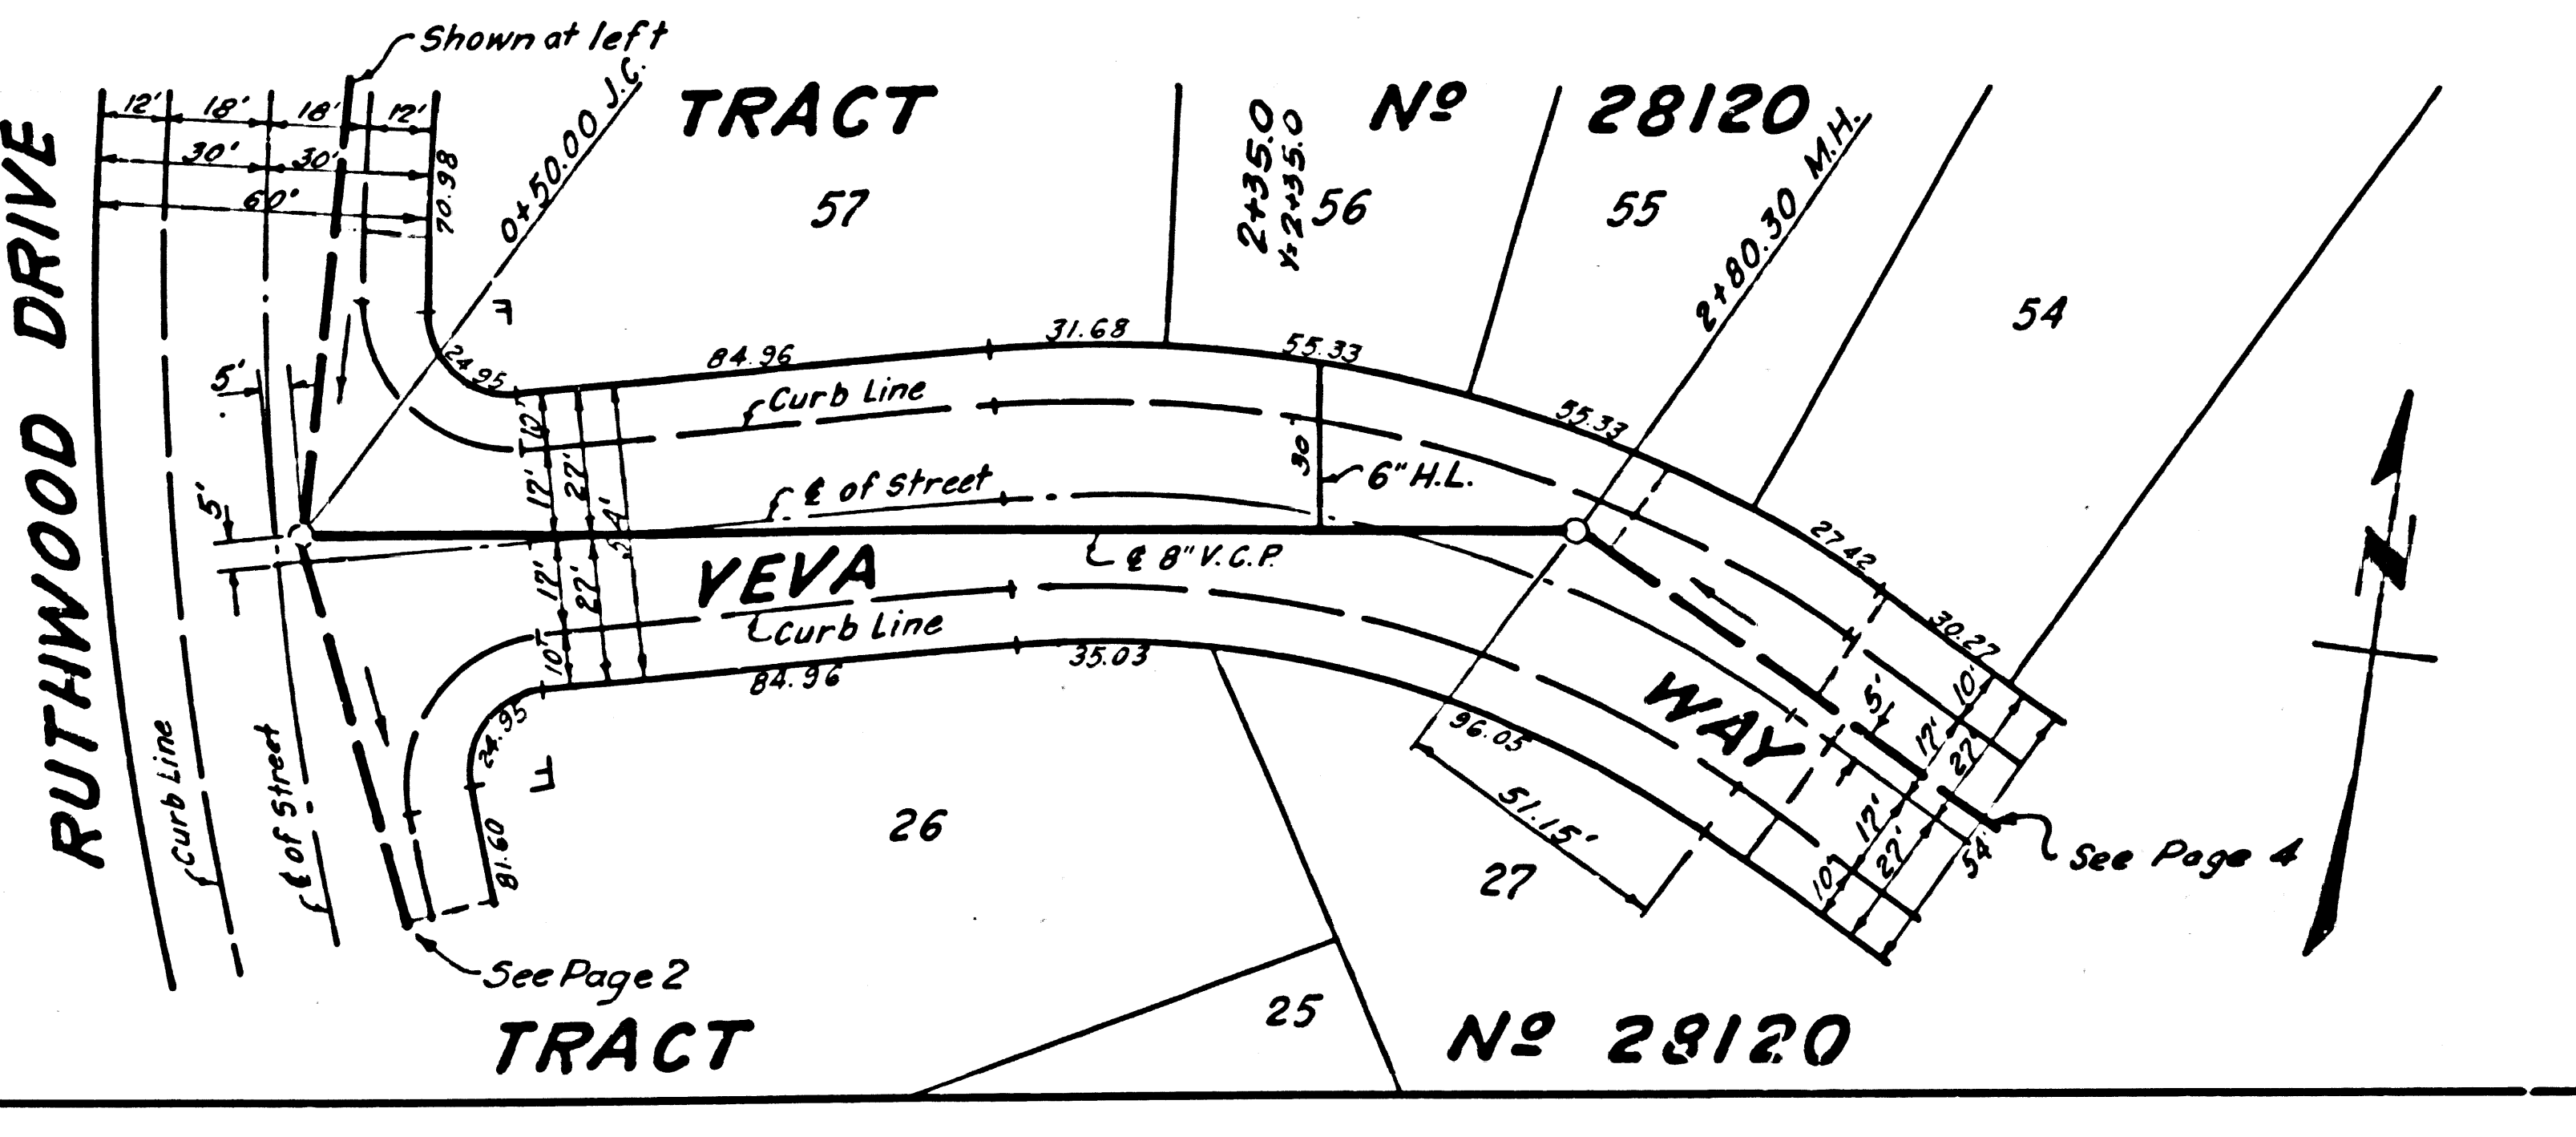 Shown at left
12' 18' 18' 12'
30' 30'
60'
70.98
0+50.00 J.C.
TRACT Nº 28120
57
2+35.0
Y=2+35.0
56
55
2+80.30 M.H.
54
RUTHWOOD DRIVE
5'
5'
24.95
84.96
31.68
55.33
55.33
27.42
30.27
Curb Line
10'
17'
27'
54'
17'
27'
10'
℄ of Street
30
6" H.L.
℄ 8" V.C.P.
YEVA WAY
Curb Line
84.96
35.03
96.05
51.15'
24.95
81.60
Curb Line
℄ of Street
26
27
25
5'
10'
17'
27'
17'
27'
10'
54'
N
See Page 4
See Page 2
TRACT Nº 28120